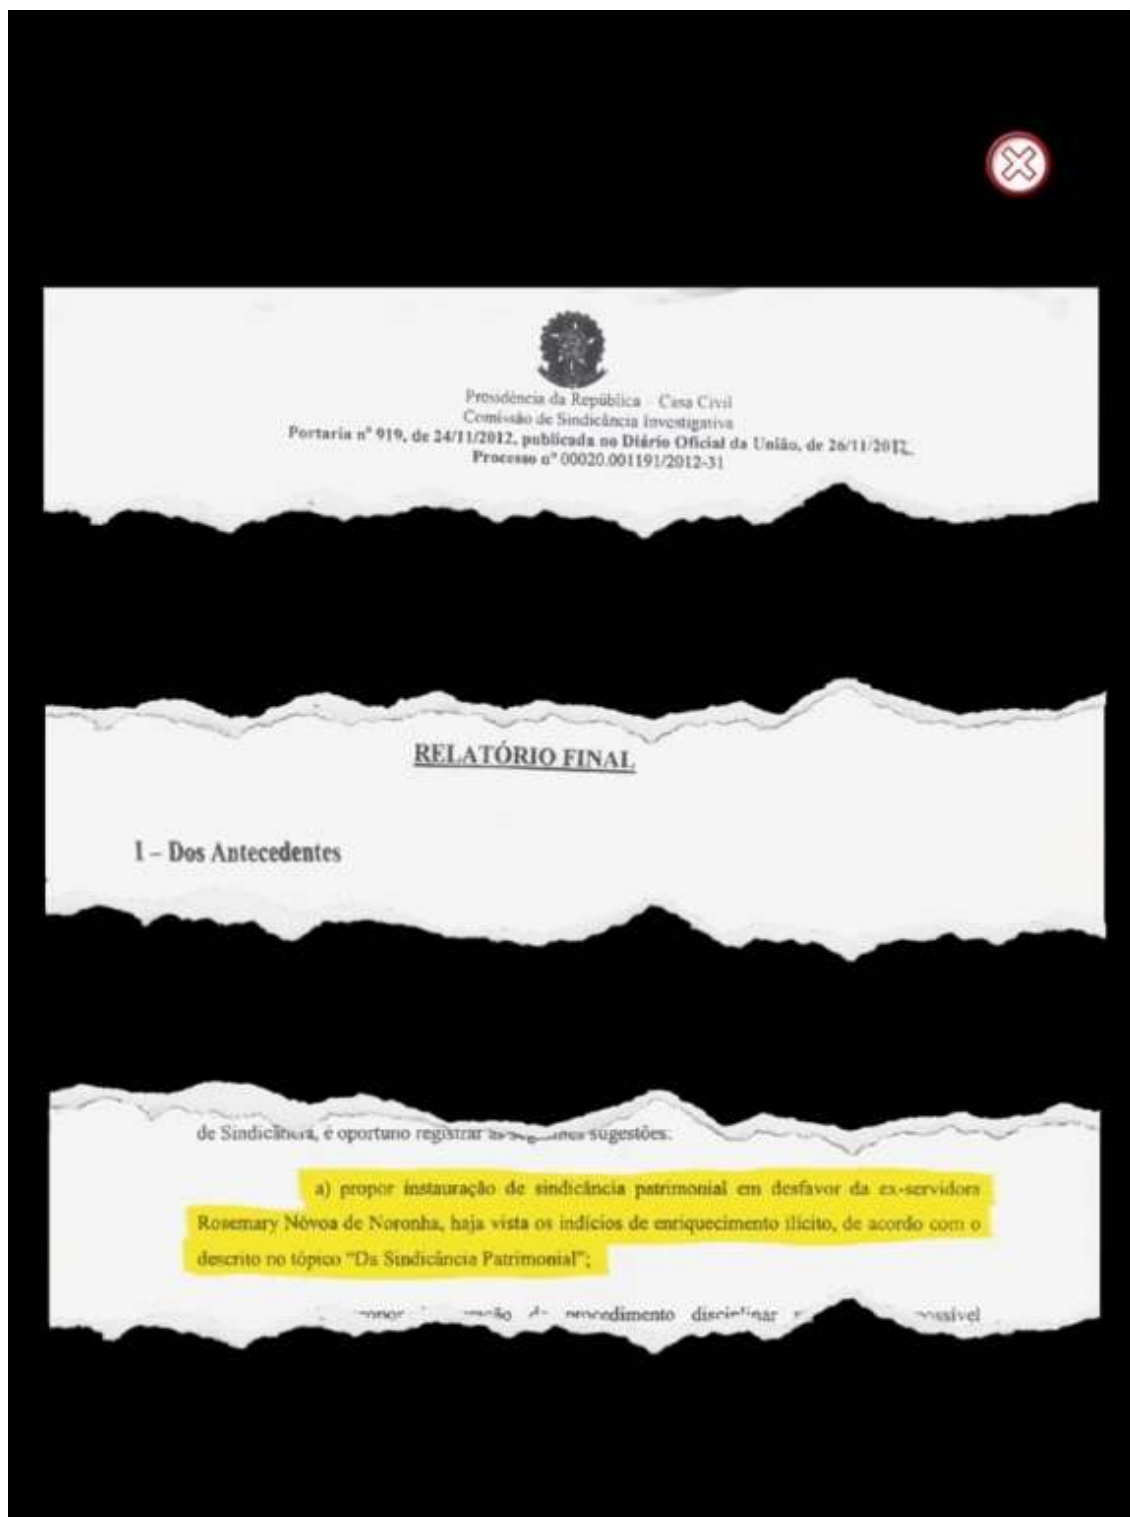 Presidência da República - Casa Civil
Comissão de Sindicância Investigativa
Portaria nº 919, de 24/11/2012, publicada no Diário Oficial da União, de 26/11/2012.
Processo nº 00020.001191/2012-31
RELATÓRIO FINAL
I – Dos Antecedentes
de Sindicância, é oportuno registrar as sugestões:
a) propor instauração de sindicância patrimonial em desfavor da ex-servidora
Rosemary Nóvoa de Noronha, haja vista os indícios de enriquecimento ilícito, de acordo com o
descrito no tópico "Da Sindicância Patrimonial";
procedimento disciplinar